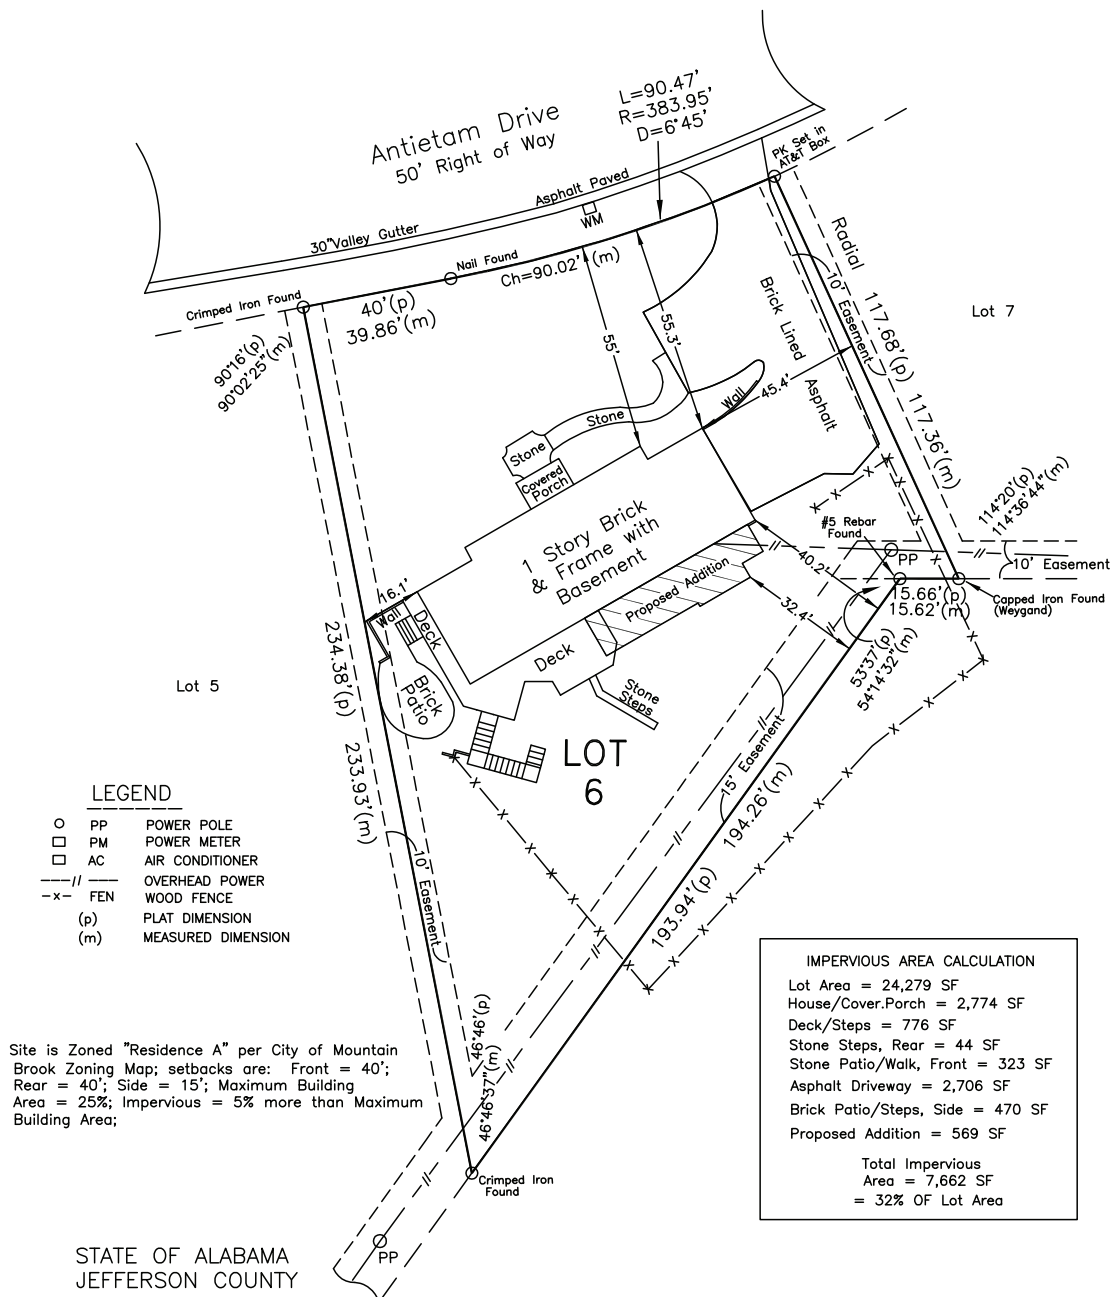 L=90.47'
R=383.95'
D=6°45'
Antietam Drive
50' Right of Way
PK Set in
AT&T Box
Asphalt Paved
WM
30"Valley Gutter
Nail Found
Ch=90.02' (m)
Crimped Iron Found
40'(p)
39.86'(m)
90°16'(p)
90°02'25"(m)
Radial
10' Easement
117.68'(p)
117.36'(m)
Lot 7
Brick Lined
Asphalt
55'
55.3'
45.4'
Wall
Stone
Stone
Covered
Porch
114°20'(p)
114°36'44"(m)
#5 Rebar
Found
PP
10' Easement
1 Story Brick
& Frame with
Basement
Proposed Addition
40.2'
32.4'
15.66'(p)
15.62'(m)
Capped Iron Found
(Weygand)
53°37'(p)
54°14'32"(m)
16.1'
Wall
Deck
Deck
Brick
Patio
Stone
Steps
234.38'(p)
233.93'(m)
Lot 5
LOT
6
15' Easement
194.26'(m)
193.94'(p)
10' Easement
LEGEND
PP POWER POLE
PM POWER METER
AC AIR CONDITIONER
———// ——— OVERHEAD POWER
-x- FEN WOOD FENCE
(p) PLAT DIMENSION
(m) MEASURED DIMENSION
IMPERVIOUS AREA CALCULATION
Lot Area = 24,279 SF
House/Cover.Porch = 2,774 SF
Deck/Steps = 776 SF
Stone Steps, Rear = 44 SF
Stone Patio/Walk, Front = 323 SF
Asphalt Driveway = 2,706 SF
Brick Patio/Steps, Side = 470 SF
Proposed Addition = 569 SF
Total Impervious
Area = 7,662 SF
= 32% OF Lot Area
46°46'(p)
46°46'37"(m)
Site is Zoned "Residence A" per City of Mountain
Brook Zoning Map; setbacks are: Front = 40';
Rear = 40'; Side = 15'; Maximum Building
Area = 25%; Impervious = 5% more than Maximum
Building Area;
Crimped Iron
Found
PP
STATE OF ALABAMA
JEFFERSON COUNTY